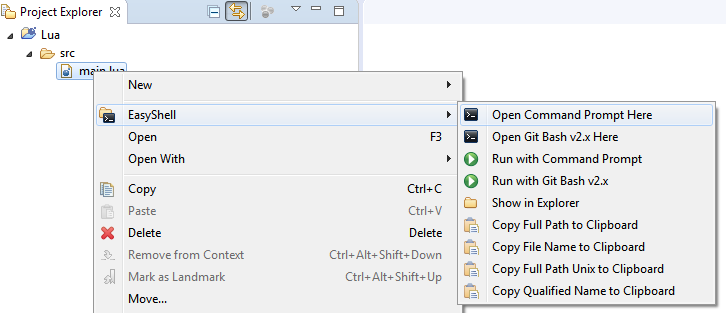 Project Explorer
Lua
src
main.lua
New
EasyShell
Open F3
Open With
Copy Ctrl+C
Paste Ctrl+V
Delete Delete
Remove from Context Ctrl+Alt+Shift+Down
Mark as Landmark Ctrl+Alt+Shift+Up
Move...
Open Command Prompt Here
Open Git Bash v2.x Here
Run with Command Prompt
Run with Git Bash v2.x
Show in Explorer
Copy Full Path to Clipboard
Copy File Name to Clipboard
Copy Full Path Unix to Clipboard
Copy Qualified Name to Clipboard